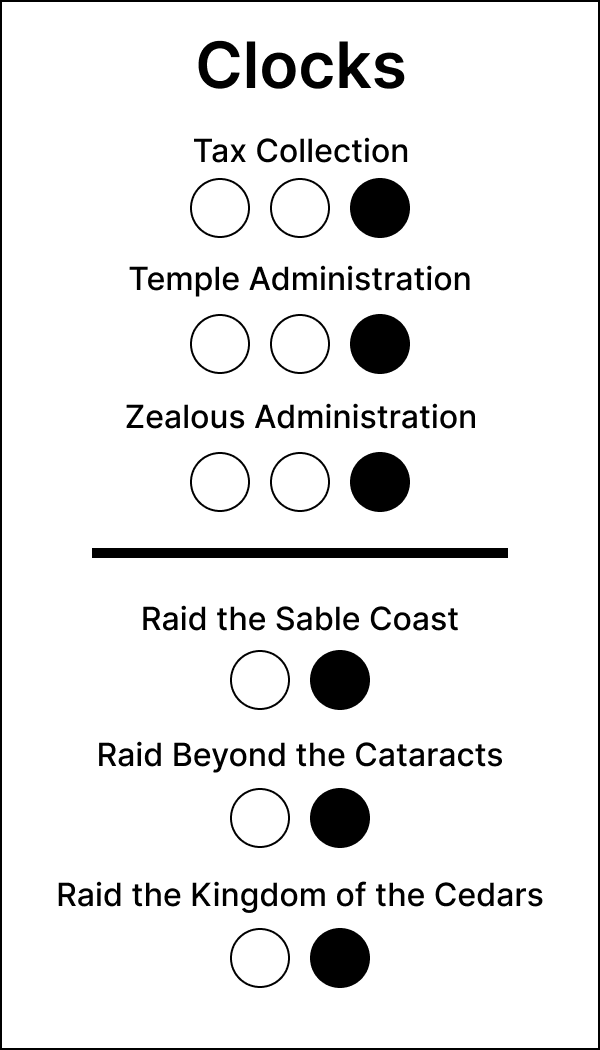 Clocks
Tax Collection
Temple Administration
Zealous Administration
Raid the Sable Coast
Raid Beyond the Cataracts
Raid the Kingdom of the Cedars